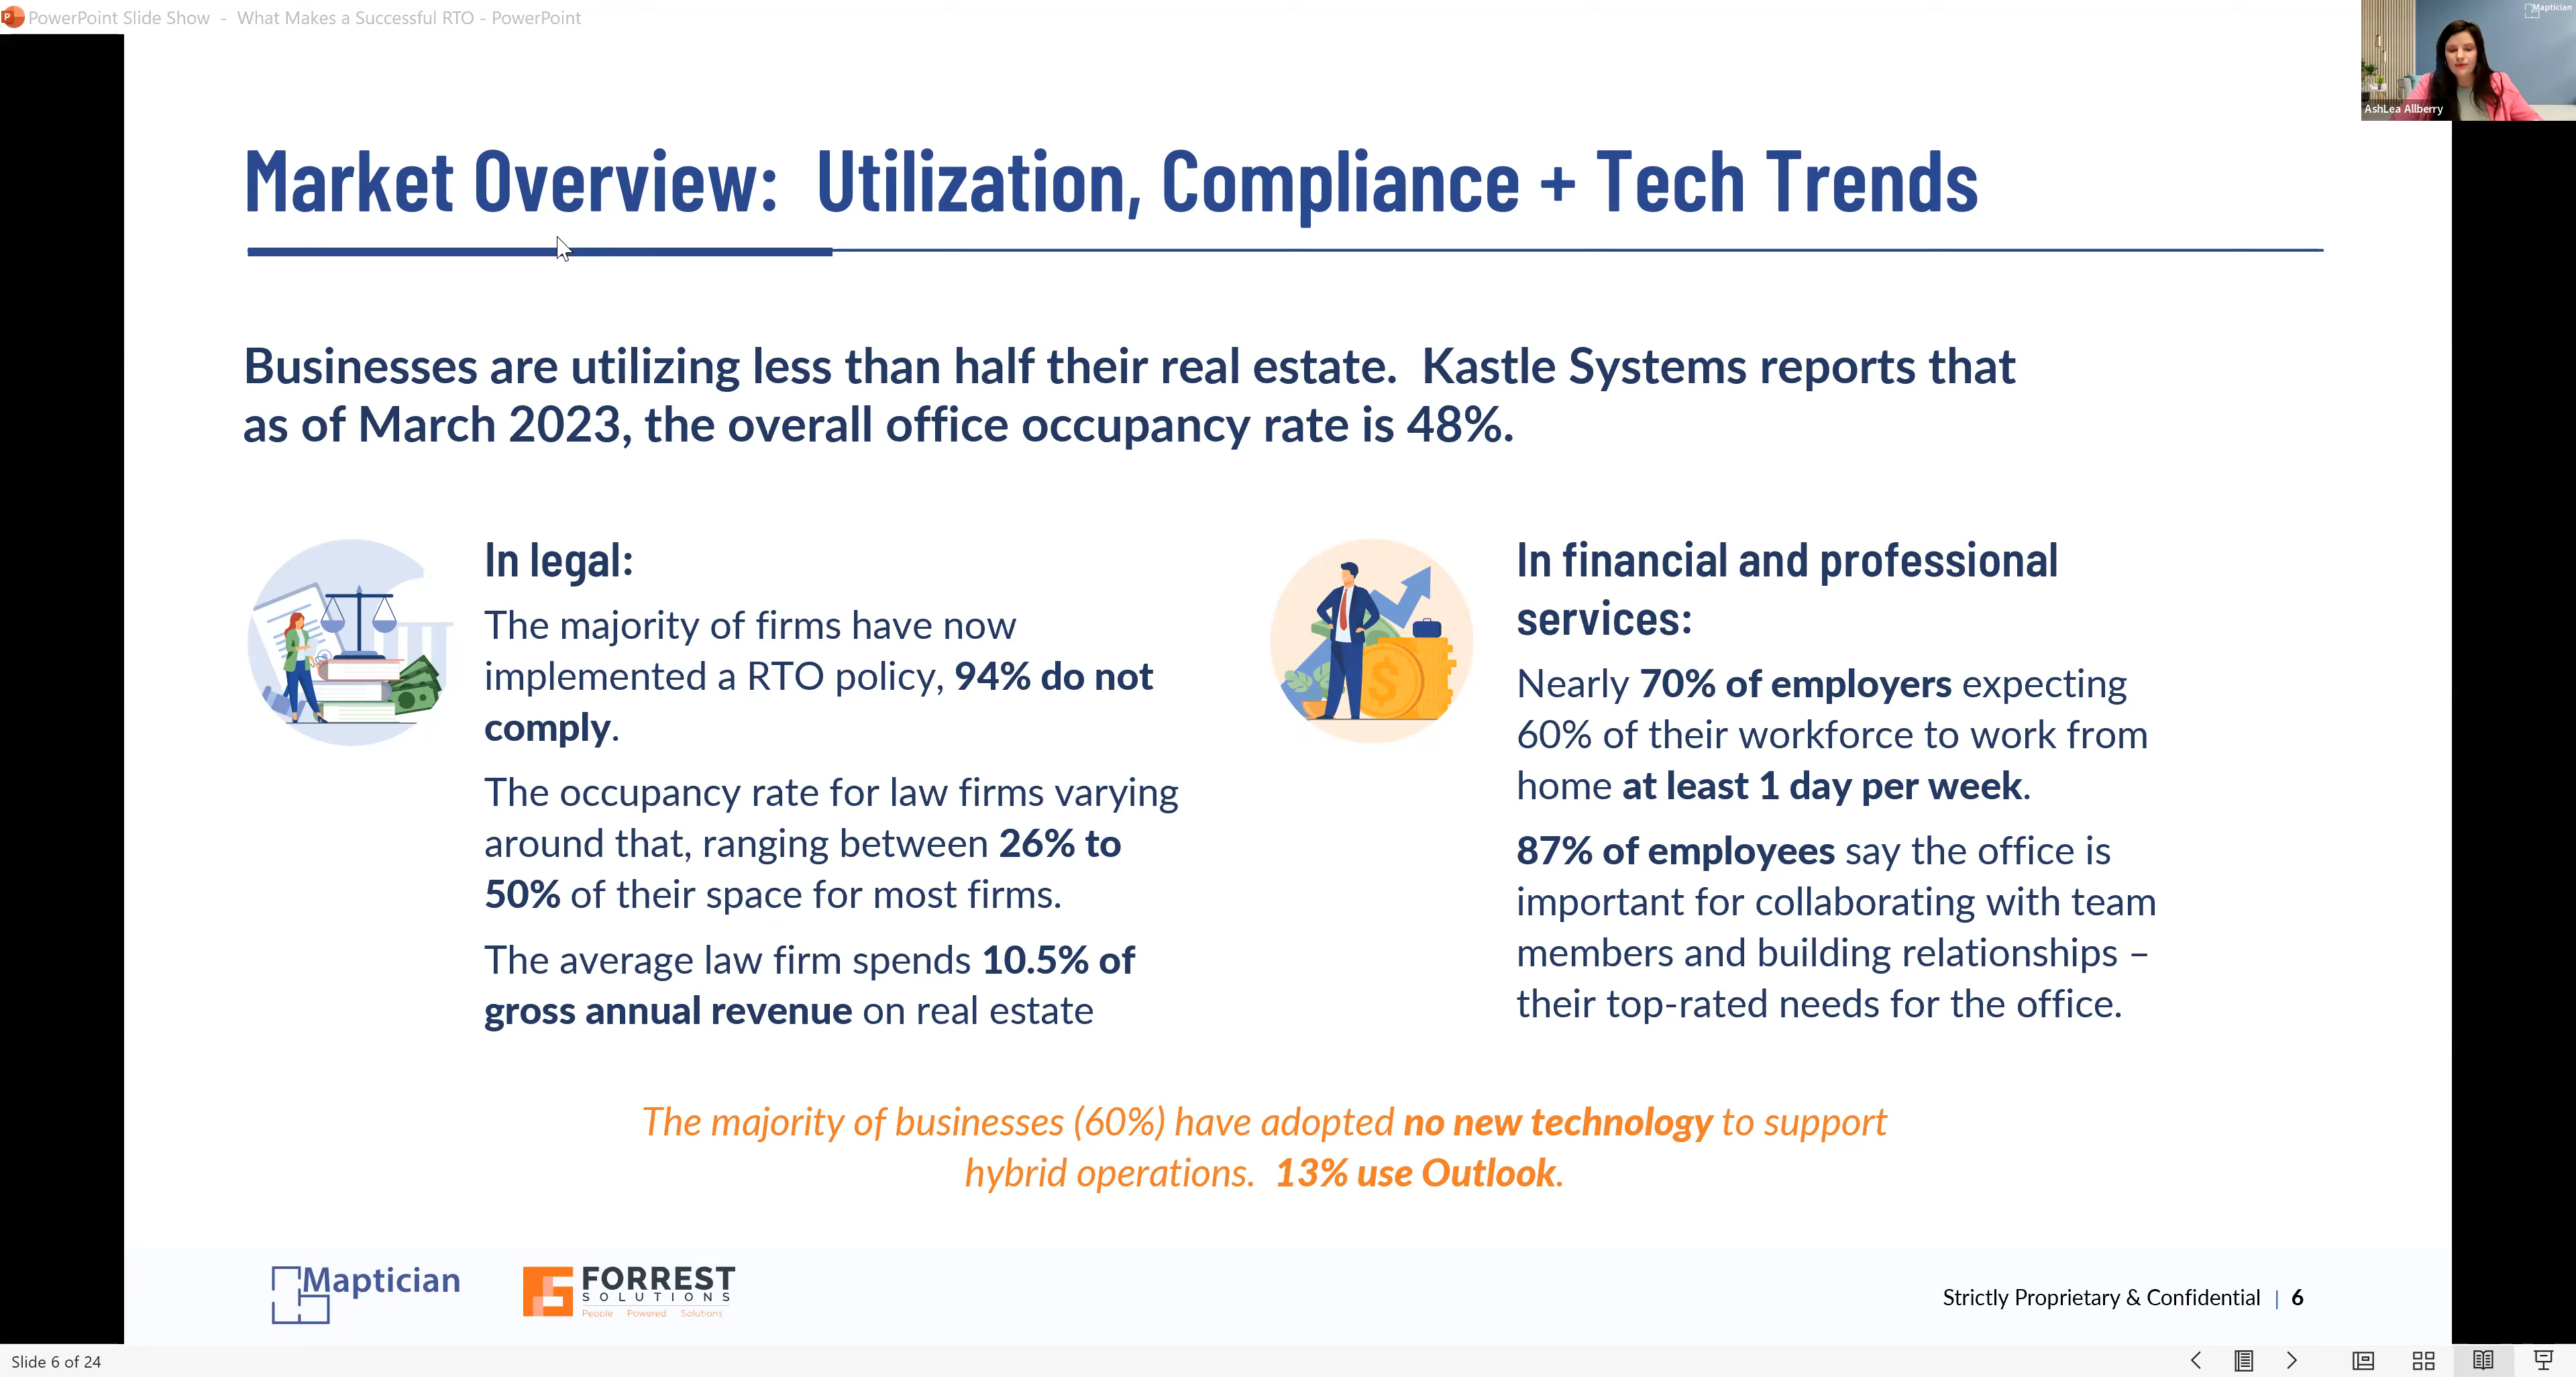 PowerPoint Slide Show - What Makes a Successful RTO - PowerPoint
Maptician
AshLea Allberry
Market Overview: Utilization, Compliance + Tech Trends
Businesses are utilizing less than half their real estate. Kastle Systems reports that
as of March 2023, the overall office occupancy rate is 48%.
In legal:
The majority of firms have now
implemented a RTO policy, 94% do not
comply.
The occupancy rate for law firms varying
around that, ranging between 26% to
50% of their space for most firms.
The average law firm spends 10.5% of
gross annual revenue on real estate
In financial and professional
services:
Nearly 70% of employers expecting
60% of their workforce to work from
home at least 1 day per week.
87% of employees say the office is
important for collaborating with team
members and building relationships –
their top-rated needs for the office.
The majority of businesses (60%) have adopted no new technology to support
hybrid operations. 13% use Outlook.
Maptician
FORREST
SOLUTIONS
People Powered Solutions
Strictly Proprietary & Confidential | 6
Slide 6 of 24